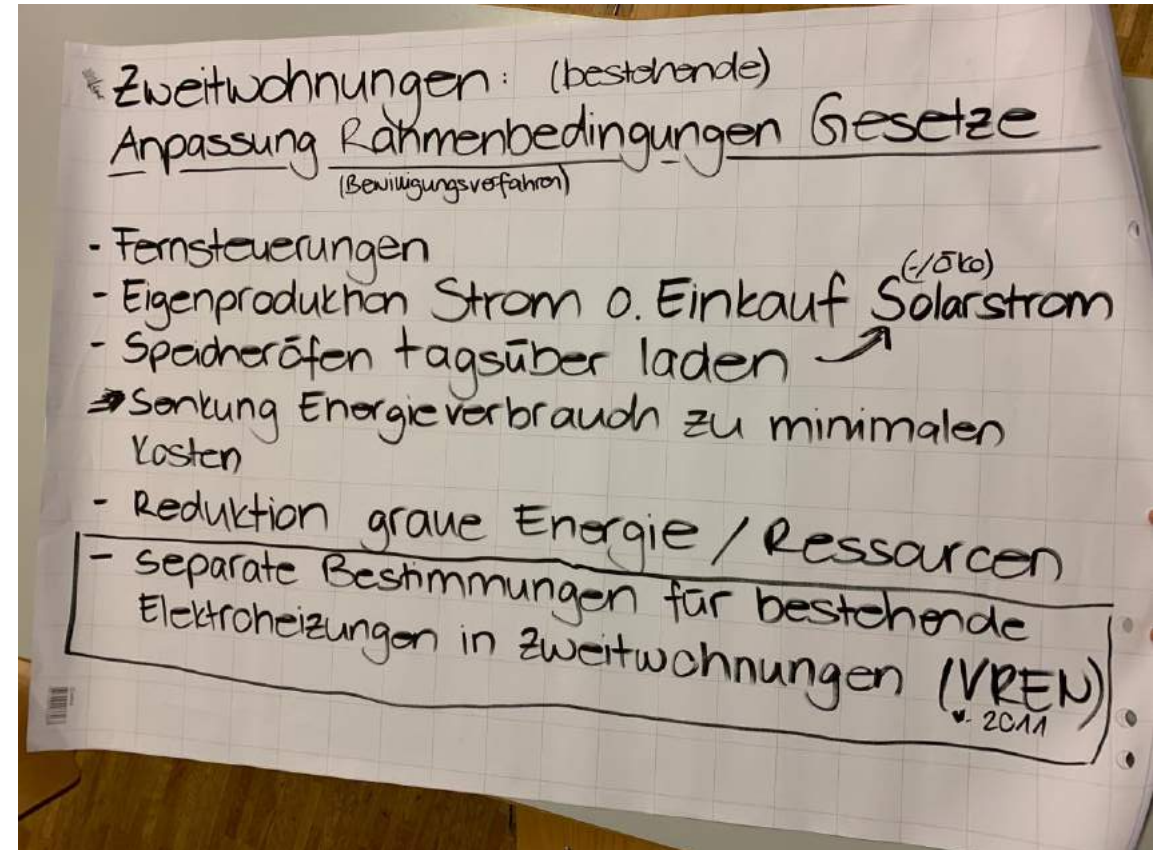 Zweitwohnungen: (bestehende)
Anpassung Rahmenbedingungen Gesetze
(Bewilligungsverfahren)
- Fernsteuerungen
(-/Öko)
- Eigenproduktion Strom o. Einkauf Solarstrom
- Speicheröfen tagsüber laden
Senkung Energieverbrauch zu minimalen
Kosten
- Reduktion graue Energie / Ressourcen
- separate Bestimmungen für bestehende
Elektroheizungen in Zweitwohnungen (VREN)
v. 2011